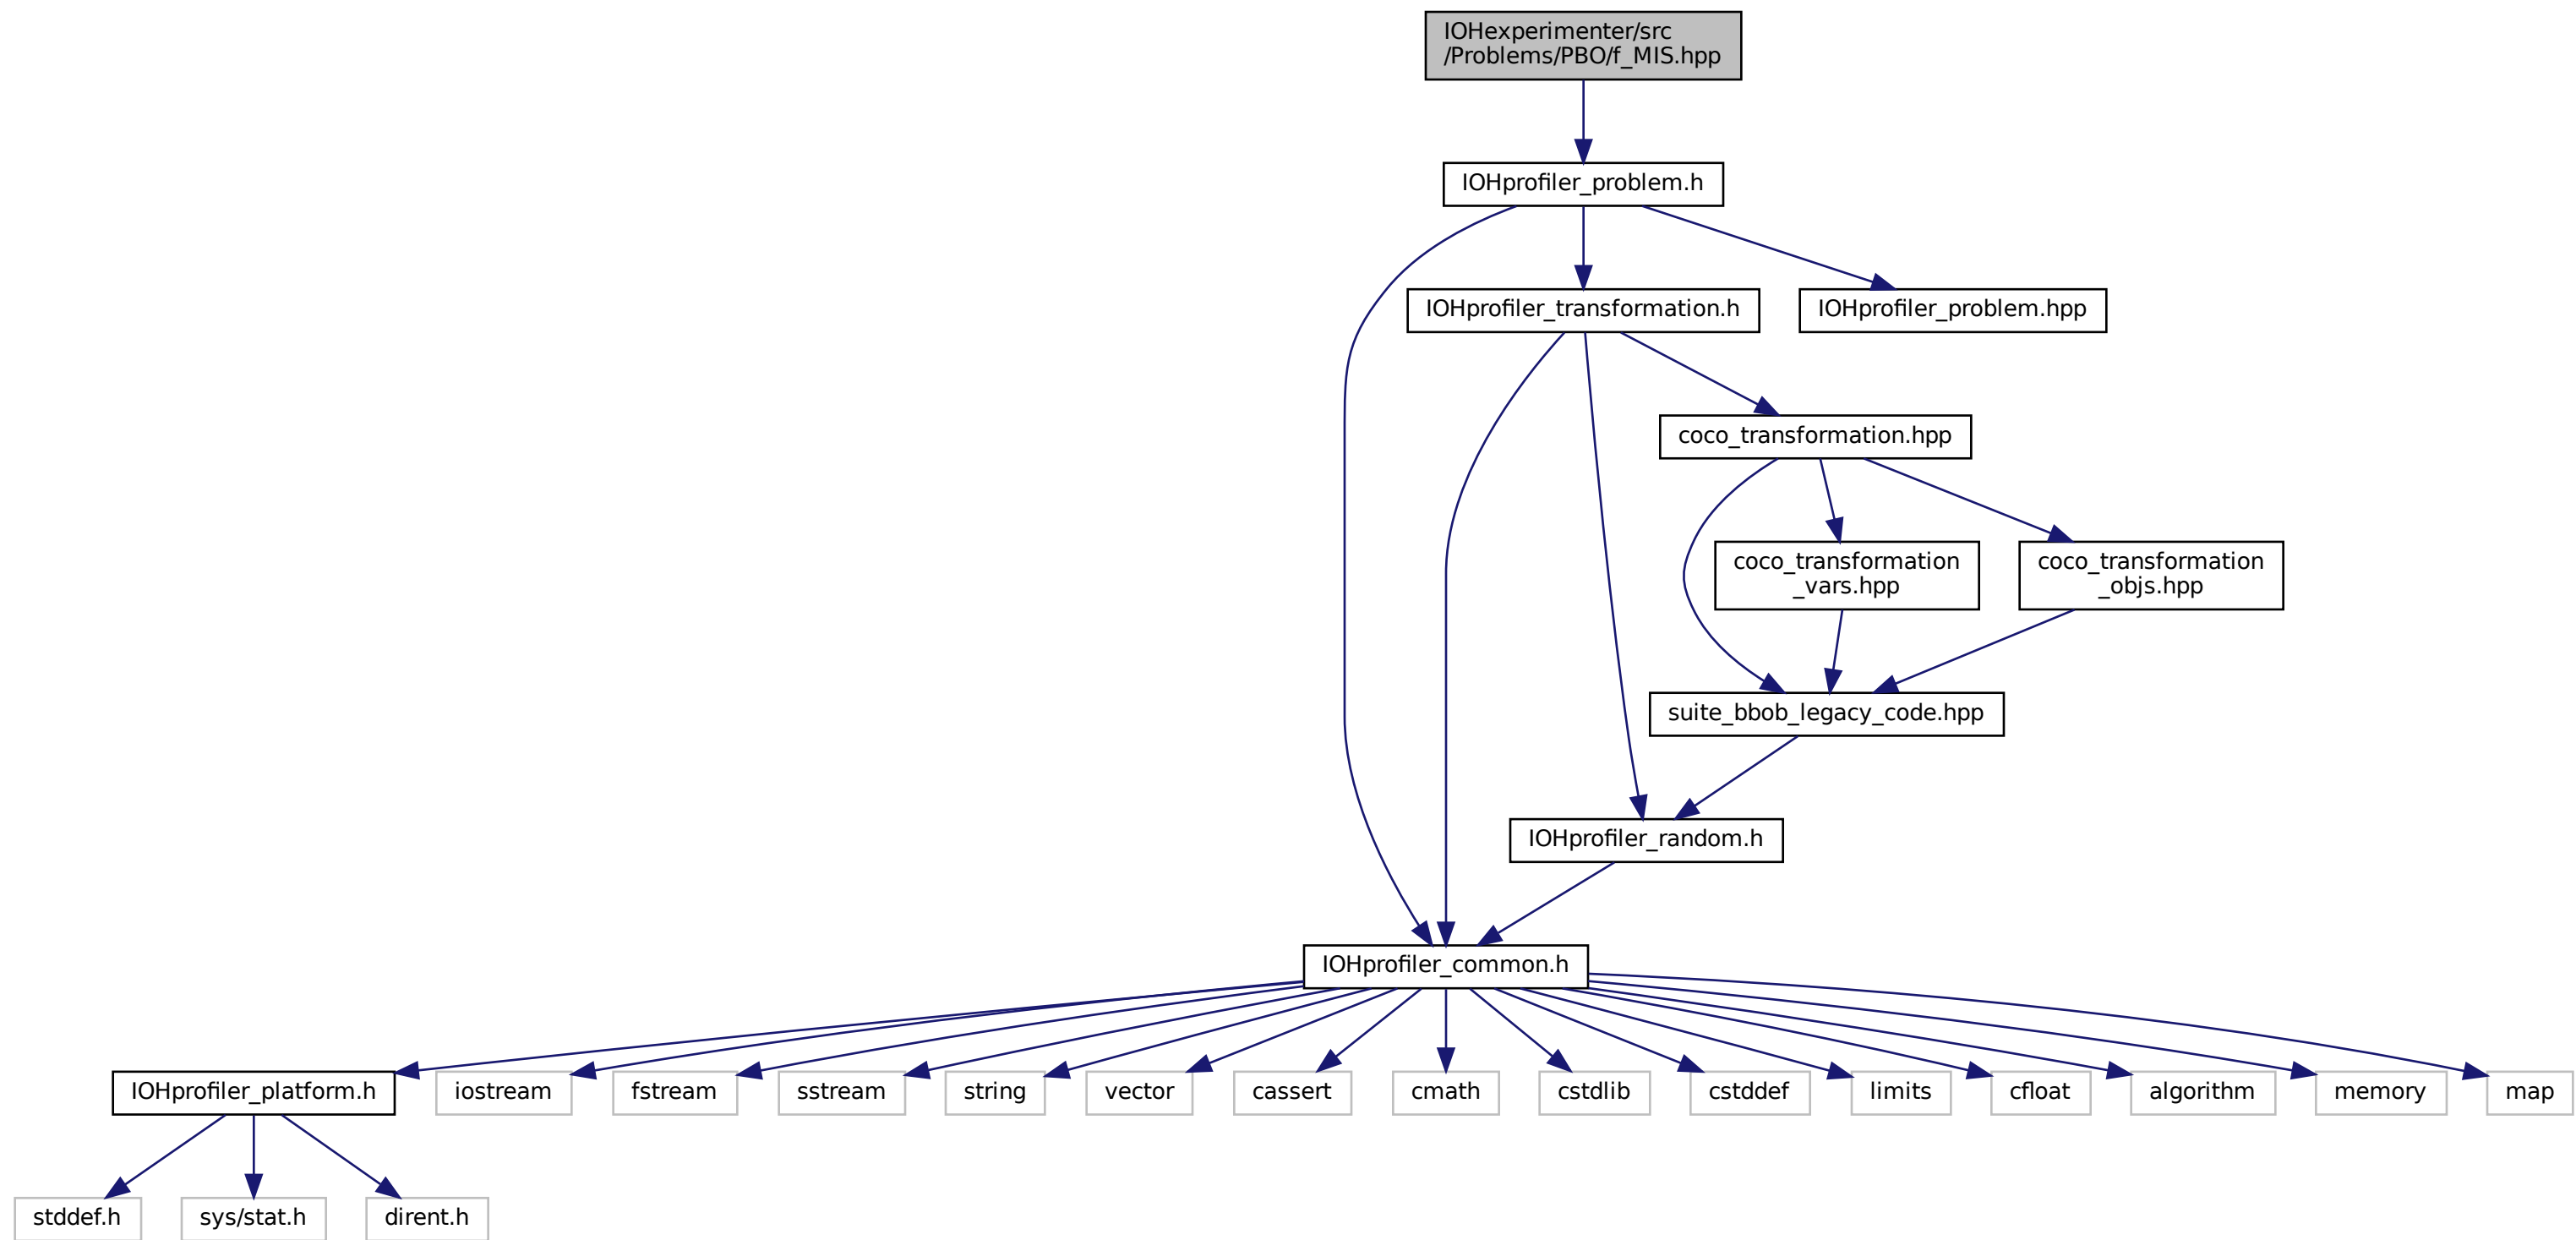 IOHexperimenter/src
/Problems/PBO/f_MIS.hpp
IOHprofiler_problem.h
IOHprofiler_transformation.h
IOHprofiler_problem.hpp
coco_transformation.hpp
coco_transformation
_vars.hpp
coco_transformation
_objs.hpp
suite_bbob_legacy_code.hpp
IOHprofiler_random.h
IOHprofiler_common.h
IOHprofiler_platform.h
iostream
fstream
sstream
string
vector
cassert
cmath
cstdlib
cstddef
limits
cfloat
algorithm
memory
map
stddef.h
sys/stat.h
dirent.h